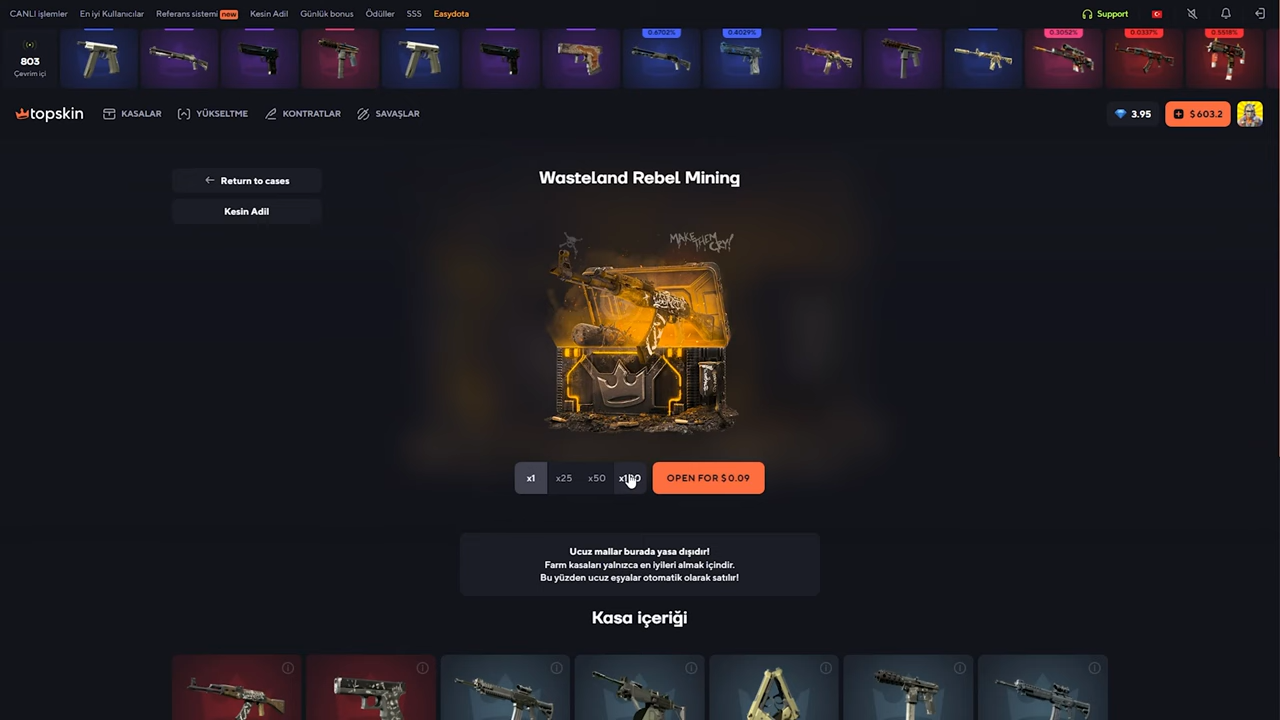 CANLI işlemler En iyi Kullanıcılar Referans sistemi new Kesin Adil Günlük bonus Ödüller SSS Easydota Support
803
Çevrim içi
0.6702% 0.4029% 0.3052% 0.0337% 0.5518%
topskin KASALAR YÜKSELTME KONTRATLAR SAVAŞLAR 3.95 $ 603.2
Return to cases
Kesin Adil
Wasteland Rebel Mining
MAKE THEM CRY!
x1 x25 x50 OPEN FOR $ 0.09
Ucuz mallar burada yasa dışıdır!
Farm kasaları yalnızca en iyileri almak içindir.
Bu yüzden ucuz eşyalar otomatik olarak satılır!
Kasa içeriği